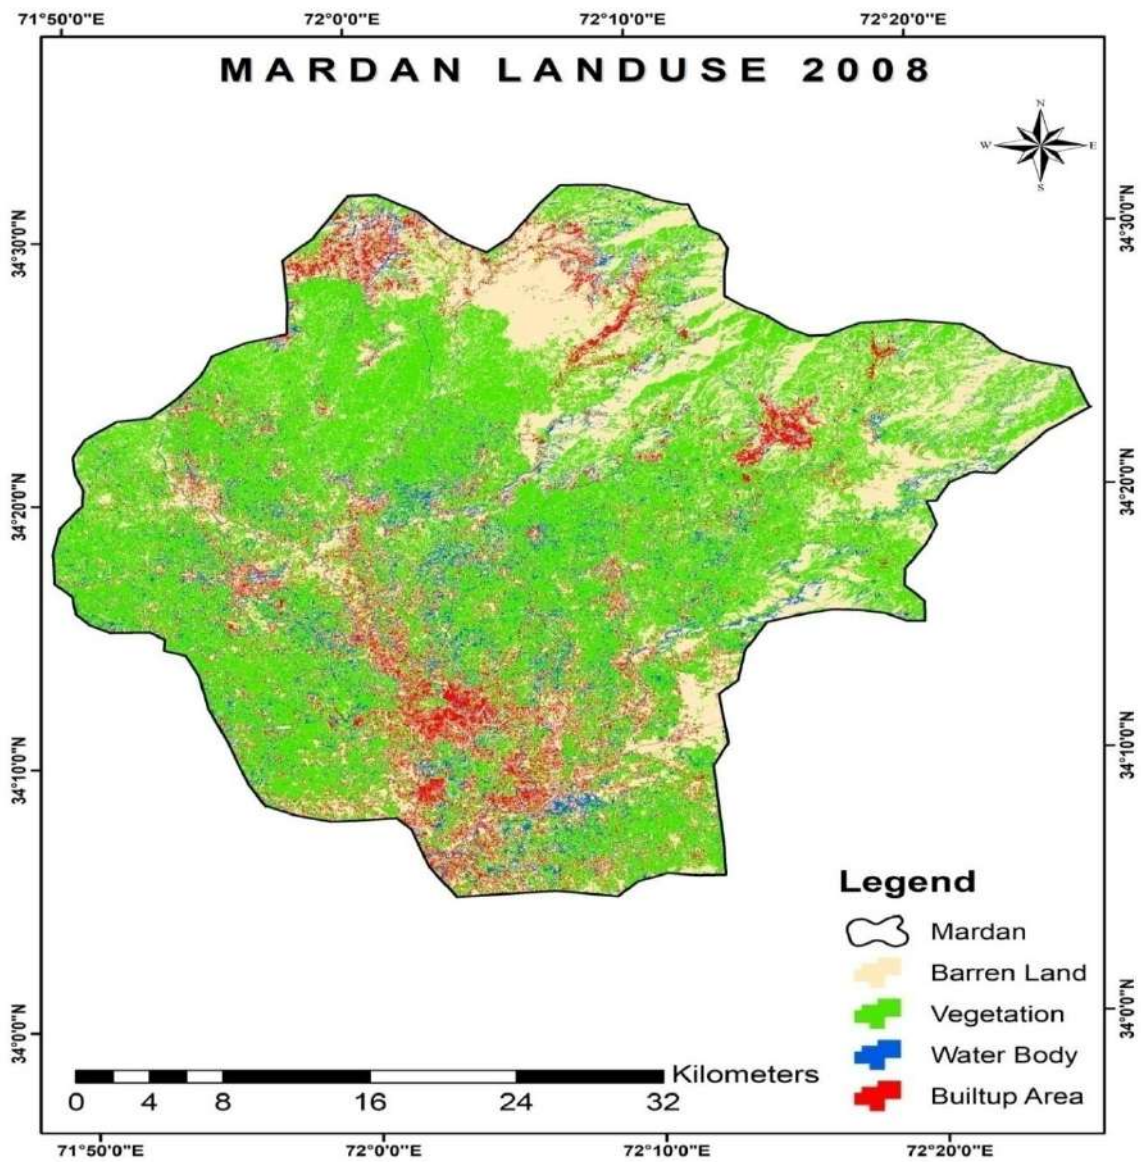 71°50'0"E 72°0'0"E 72°10'0"E 72°20'0"E
MARDAN LANDUSE 2008
N
W E
S
34°30'0"N 34°30'0"N
34°20'0"N 34°20'0"N
34°10'0"N 34°10'0"N
34°0'0"N 34°0'0"N
Legend
Mardan
Barren Land
Vegetation
Water Body
Builtup Area
Kilometers
0 4 8 16 24 32
71°50'0"E 72°0'0"E 72°10'0"E 72°20'0"E